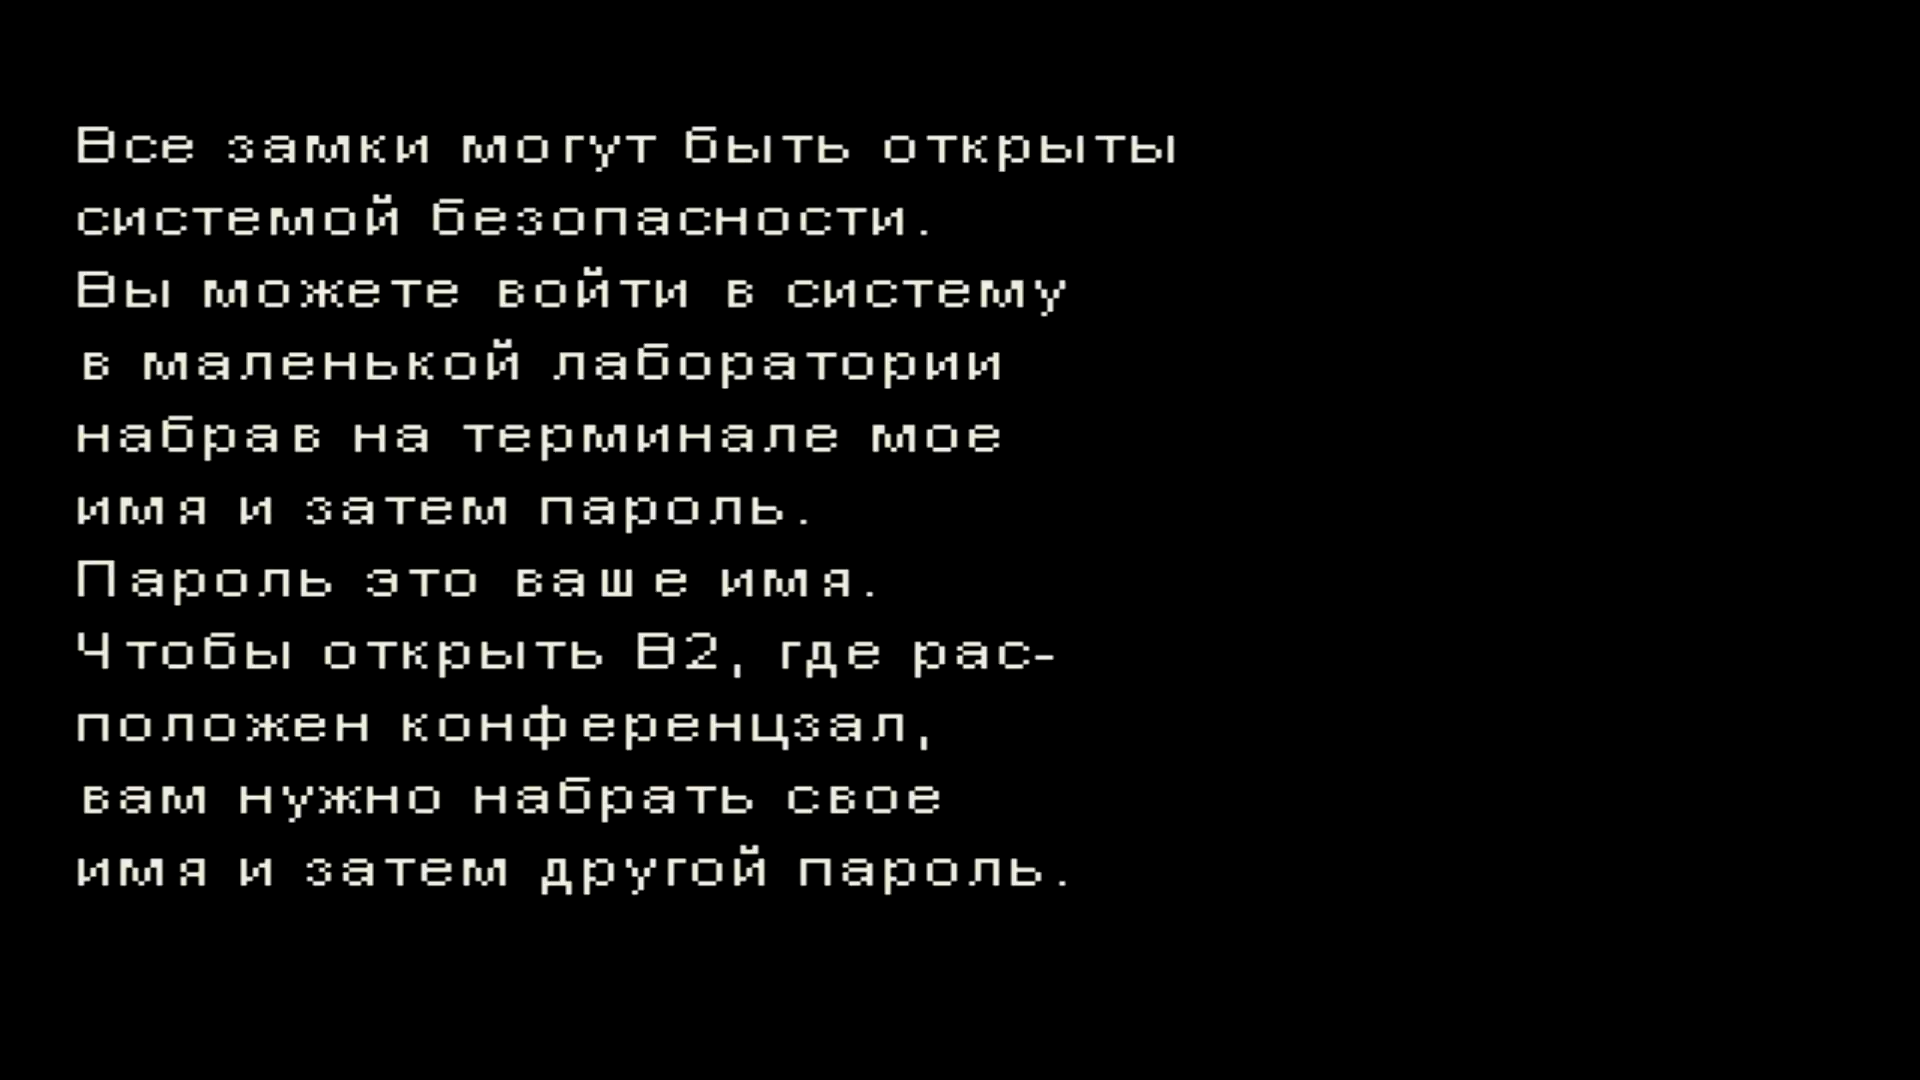 Все замки могут быть открыты
системой безопасности.
Вы можете войти в систему
в маленькой лаборатории
набрав на терминале мое
имя и затем пароль.
Пароль это ваше имя.
Чтобы открыть B2, где рас-
положен конференцзал,
вам нужно набрать свое
имя и затем другой пароль.